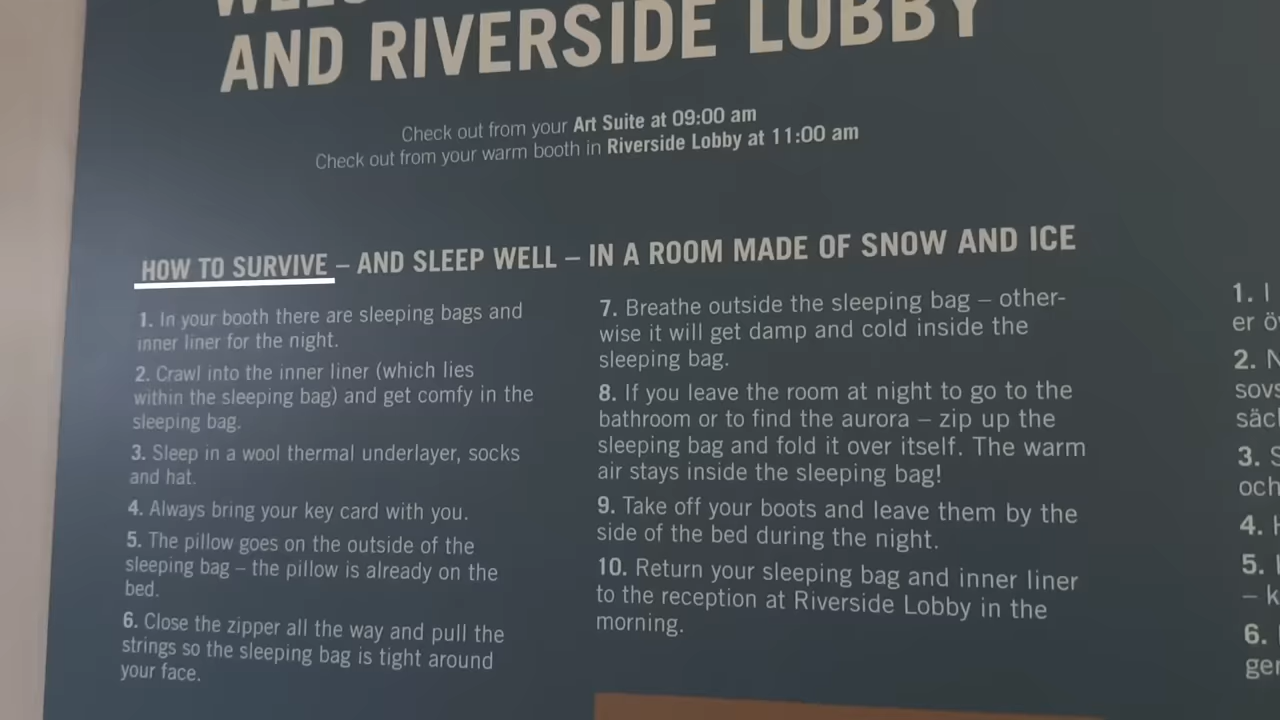 AND RIVERSIDE LOBBY
Check out from your Art Suite at 09:00 am
Check out from your warm booth in Riverside Lobby at 11:00 am
HOW TO SURVIVE – AND SLEEP WELL – IN A ROOM MADE OF SNOW AND ICE
1. In your booth there are sleeping bags and
inner liner for the night.
2. Crawl into the inner liner (which lies
within the sleeping bag) and get comfy in the
sleeping bag.
3. Sleep in a wool thermal underlayer, socks
and hat.
4. Always bring your key card with you.
5. The pillow goes on the outside of the
sleeping bag – the pillow is already on the
bed.
6. Close the zipper all the way and pull the
strings so the sleeping bag is tight around
your face.
7. Breathe outside the sleeping bag – other-
wise it will get damp and cold inside the
sleeping bag.
8. If you leave the room at night to go to the
bathroom or to find the aurora – zip up the
sleeping bag and fold it over itself. The warm
air stays inside the sleeping bag!
9. Take off your boots and leave them by the
side of the bed during the night.
10. Return your sleeping bag and inner liner
to the reception at Riverside Lobby in the
morning.
1. I
er
2.
sovs
3.
och
4.
5.
– k
6.